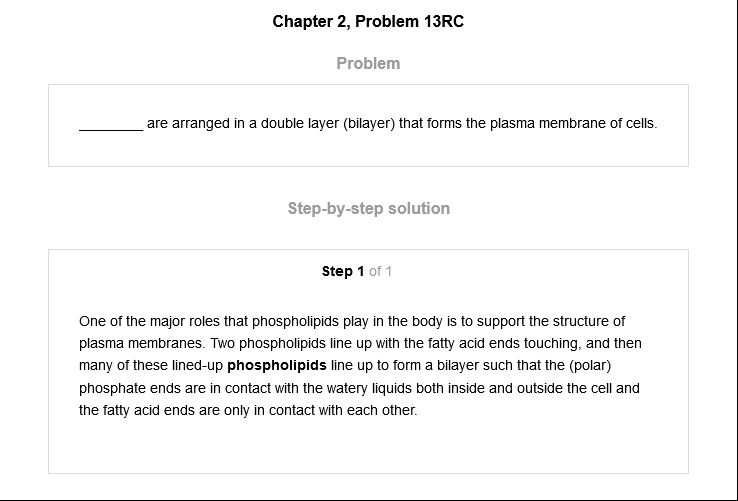 Chapter 2, Problem 13RC
Problem
________ are arranged in a double layer (bilayer) that forms the plasma membrane of cells.
Step-by-step solution
Step 1 of 1
One of the major roles that phospholipids play in the body is to support the structure of
plasma membranes. Two phospholipids line up with the fatty acid ends touching, and then
many of these lined-up phospholipids line up to form a bilayer such that the (polar)
phosphate ends are in contact with the watery liquids both inside and outside the cell and
the fatty acid ends are only in contact with each other.